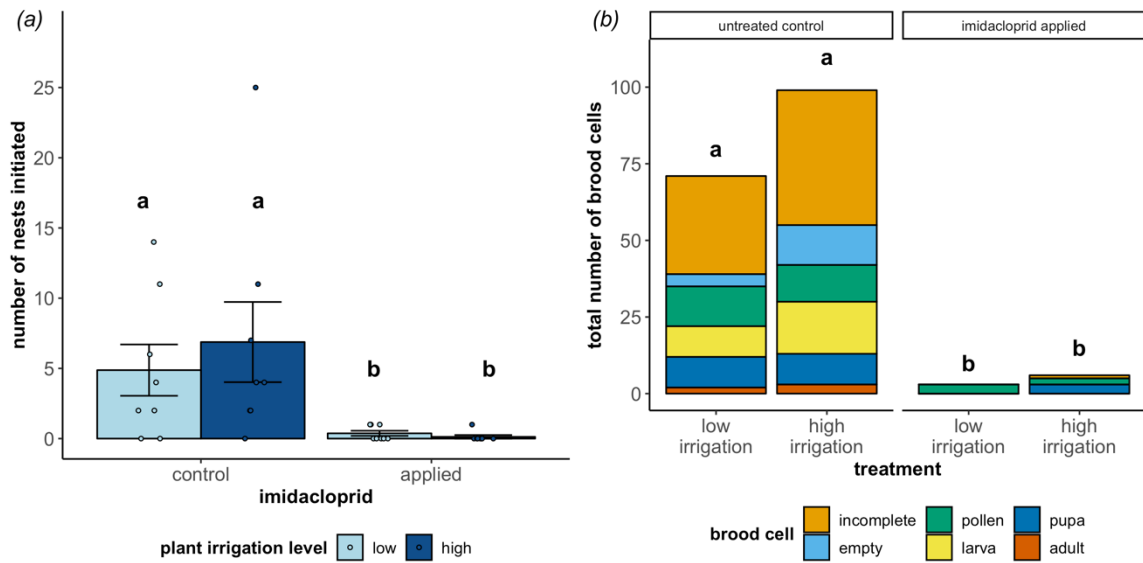 (a)
number of nests initiated
25
20
15
10
5
0
a
a
b
b
control
applied
imidacloprid
plant irrigation level
low
high
(b)
untreated control
imidacloprid applied
total number of brood cells
100
75
50
25
0
a
a
b
b
low
irrigation
high
irrigation
low
irrigation
high
irrigation
treatment
brood cell
incomplete
pollen
pupa
empty
larva
adult